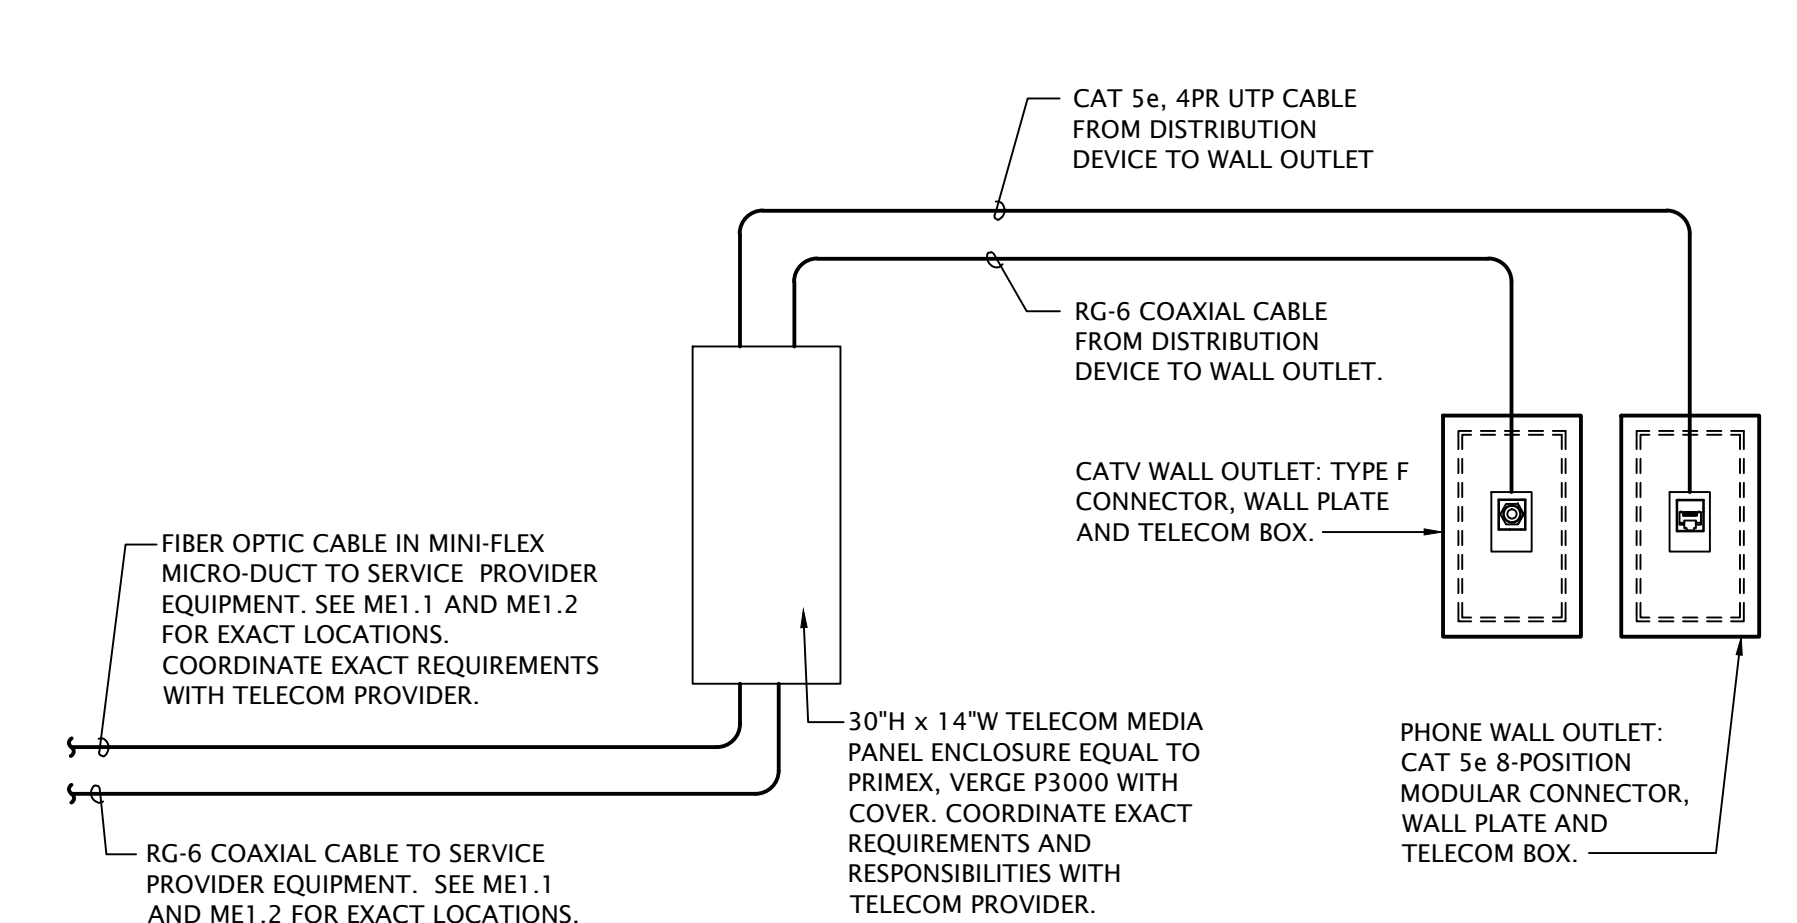 CAT 5e, 4PR UTP CABLE
FROM DISTRIBUTION
DEVICE TO WALL OUTLET
RG-6 COAXIAL CABLE
FROM DISTRIBUTION
DEVICE TO WALL OUTLET.
CATV WALL OUTLET: TYPE F
CONNECTOR, WALL PLATE
AND TELECOM BOX.
FIBER OPTIC CABLE IN MINI-FLEX
MICRO-DUCT TO SERVICE PROVIDER
EQUIPMENT. SEE ME1.1 AND ME1.2
FOR EXACT LOCATIONS.
COORDINATE EXACT REQUIREMENTS
WITH TELECOM PROVIDER.
30"H x 14"W TELECOM MEDIA
PANEL ENCLOSURE EQUAL TO
PRIMEX, VERGE P3000 WITH
COVER. COORDINATE EXACT
REQUIREMENTS AND
RESPONSIBILITIES WITH
TELECOM PROVIDER.
PHONE WALL OUTLET:
CAT 5e 8-POSITION
MODULAR CONNECTOR,
WALL PLATE AND
TELECOM BOX.
RG-6 COAXIAL CABLE TO SERVICE
PROVIDER EQUIPMENT. SEE ME1.1
AND ME1.2 FOR EXACT LOCATIONS.